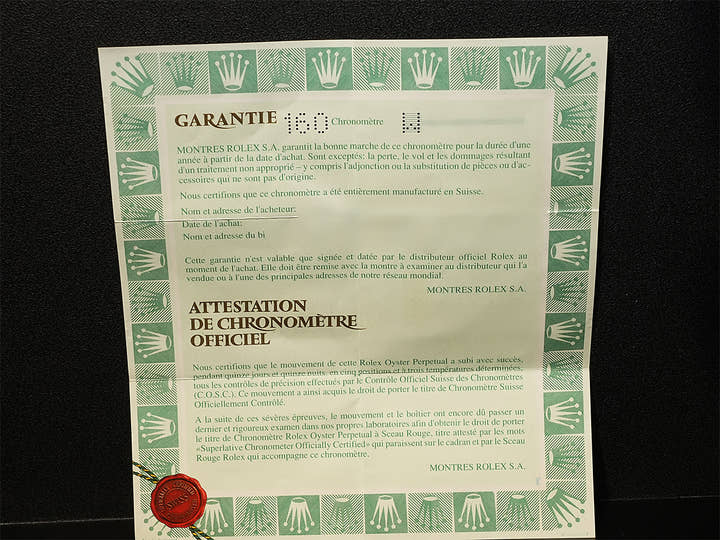 GARANTIE 160 Chronomètre W
MONTRES ROLEX S.A. garantit la bonne marche de ce chronomètre pour la durée d'une
année à partir de la date d'achat. Sont exceptés: la perte, le vol et les dommages résultant
d'un traitement non approprié – y compris l'adjonction ou la substitution de pièces ou d'ac-
cessoires qui ne sont pas d'origine.
Nous certifions que ce chronomètre a été entièrement manufacturé en Suisse.
Nom et adresse de l'acheteur:
Date de l'achat:
Nom et adresse du bi
Cette garantie n'est valable que signée et datée par le distributeur officiel Rolex au
moment de l'achat. Elle doit être remise avec la montre à examiner au distributeur qui l'a
vendue ou à l'une des principales adresses de notre réseau mondial.
MONTRES ROLEX S.A.
ATTESTATION
DE CHRONOMÈTRE
OFFICIEL
Nous certifions que le mouvement de cette Rolex Oyster Perpetual a subi avec succès,
pendant quinze jours et quinze nuits, en cinq positions et à trois températures déterminées,
tous les contrôles de précision effectués par le Contrôle Officiel Suisse des Chronomètres
(C.O.S.C.). Ce mouvement a ainsi acquis le droit de porter le titre de Chronomètre Suisse
Officiellement Contrôlé.
A la suite de ces sévères épreuves, le mouvement et le boîtier ont encore dû passer un
dernier et rigoureux examen dans nos propres laboratoires afin d'obtenir le droit de porter
le titre de Chronomètre Rolex Oyster Perpetual à Sceau Rouge, titre attesté par les mots
«Superlative Chronometer Officially Certified» qui paraissent sur le cadran et par le Sceau
Rouge Rolex qui accompagne ce chronomètre.
MONTRES ROLEX S.A.